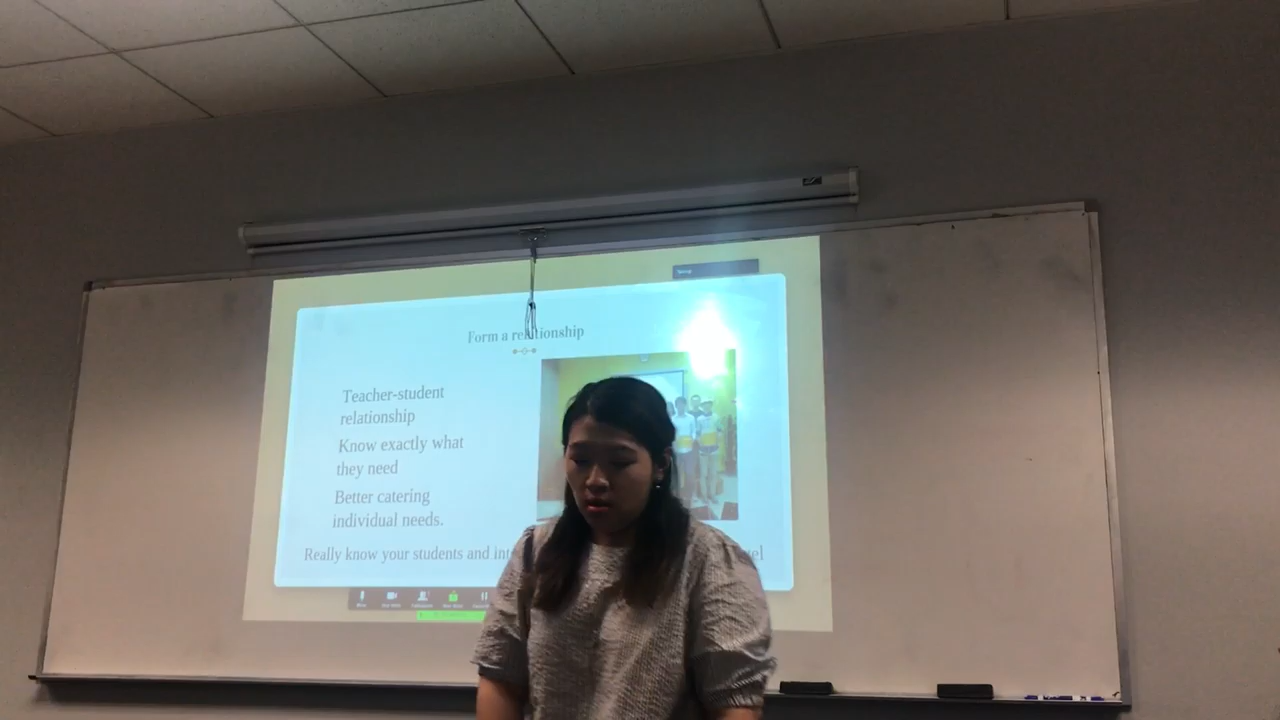 Form a relationship
Teacher-student
relationship
Know exactly what
they need
Better catering
individual needs.
Really know your students and